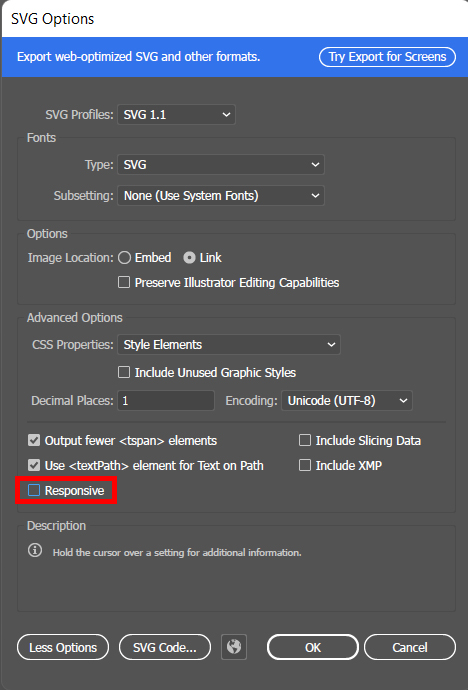 SVG Options
Export web-optimized SVG and other formats. Try Export for Screens
SVG Profiles: SVG 1.1
Fonts
Type: SVG
Subsetting: None (Use System Fonts)
Options
Image Location: Embed Link
Preserve Illustrator Editing Capabilities
Advanced Options
CSS Properties: Style Elements
Include Unused Graphic Styles
Decimal Places: 1 Encoding: Unicode (UTF-8)
Output fewer <tspan> elements Include Slicing Data
Use <textPath> element for Text on Path Include XMP
Responsive
Description
Hold the cursor over a setting for additional information.
Less Options SVG Code... OK Cancel